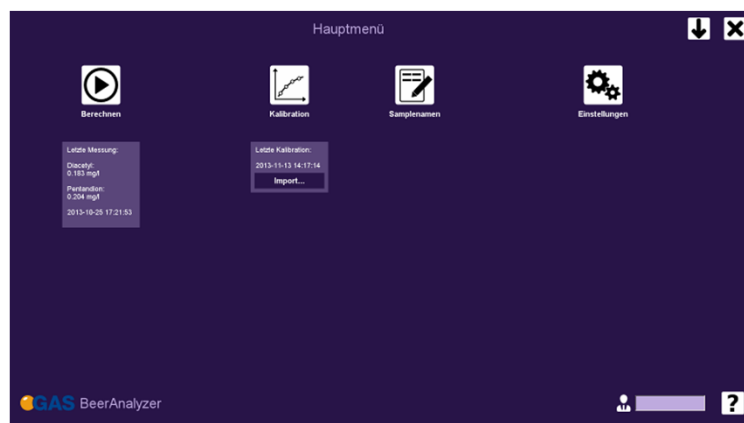 Hauptmenü
Berechnen
Kalibration
Samplenamen
Einstellungen
Letzte Messung:
Diacetyl:
0.183 mg/l
Pentandion:
0.204 mg/l
2013-10-25 17:21:53
Letzte Kalibration:
2013-11-13 14:17:14
Import...
GAS BeerAnalyzer
?